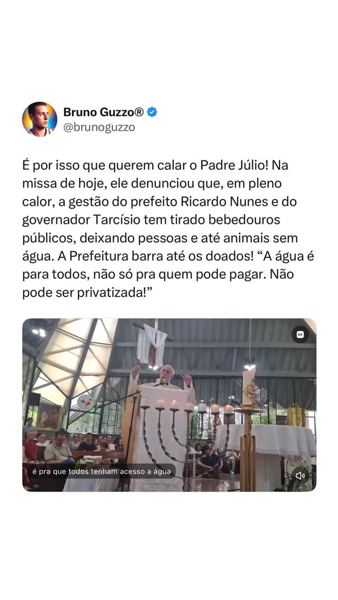 Bruno Guzzo®
@brunoguzzo
É por isso que querem calar o Padre Júlio! Na
missa de hoje, ele denunciou que, em pleno
calor, a gestão do prefeito Ricardo Nunes e do
governador Tarcísio tem tirado bebedouros
públicos, deixando pessoas e até animais sem
água. A Prefeitura barra até os doados! “A água é
para todos, não só pra quem pode pagar. Não
pode ser privatizada!”
é pra que todos tenham acesso a água